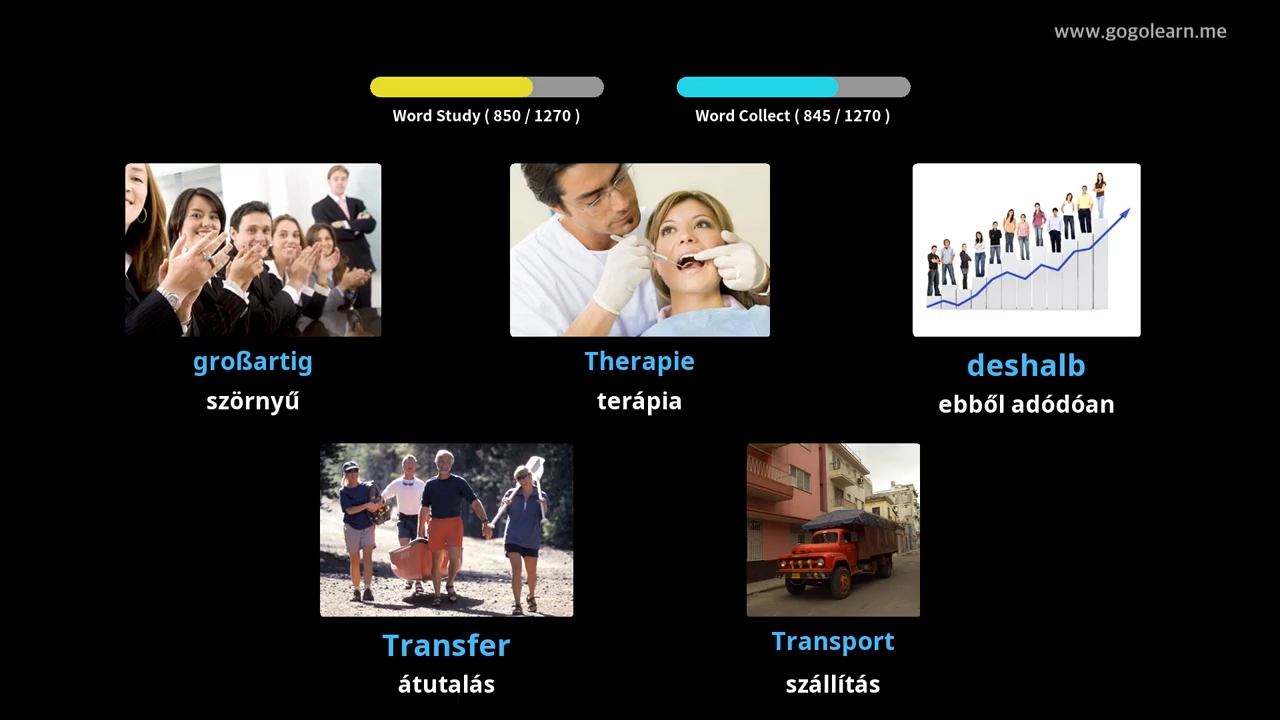 www.gogolearn.me
Word Study ( 850 / 1270 )
Word Collect ( 845 / 1270 )
großartig
szörnyű
Therapie
terápia
deshalb
ebből adódóan
Transfer
átutalás
Transport
szállítás